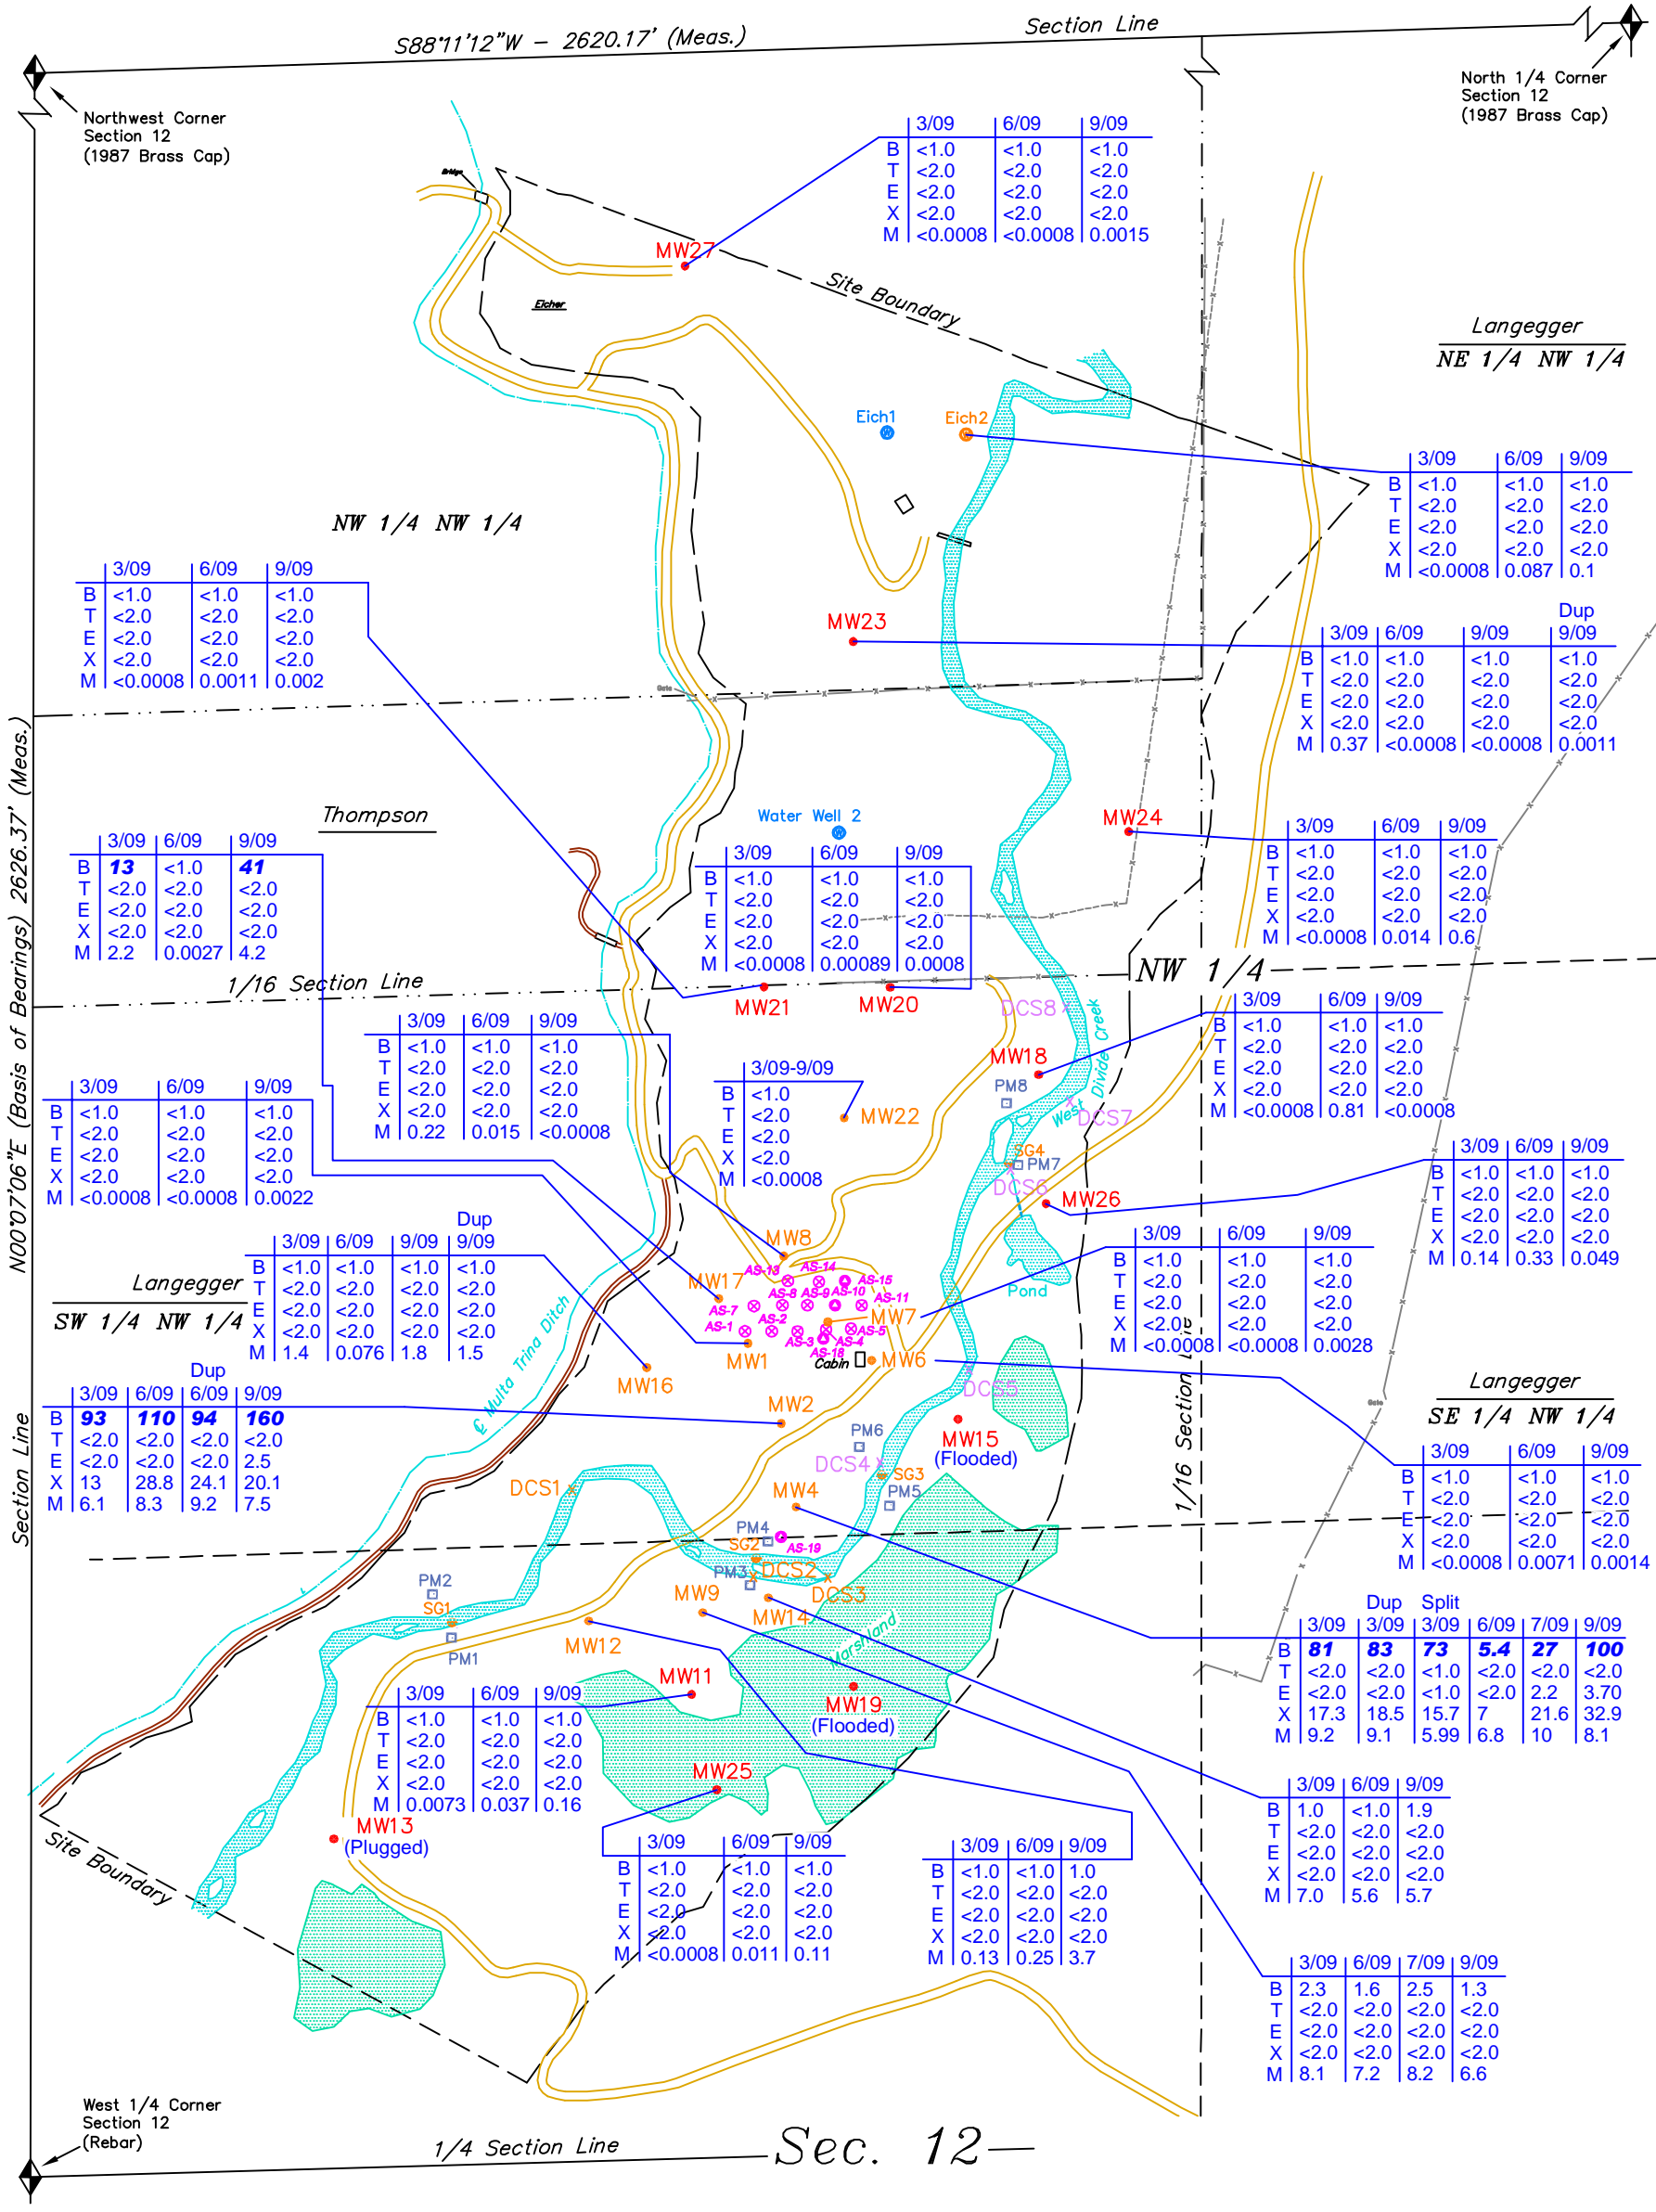 S88°11'12"W – 2620.17' (Meas.)
Section Line
Northwest Corner
Section 12
(1987 Brass Cap)
North 1/4 Corner
Section 12
(1987 Brass Cap)
3/09 6/09 9/09
B <1.0 <1.0 <1.0
T <2.0 <2.0 <2.0
E <2.0 <2.0 <2.0
X <2.0 <2.0 <2.0
M <0.0008 <0.0008 0.0015
Bridge
MW27
Eicher
Site Boundary
Langegger
NE 1/4 NW 1/4
Eich1
Eich2
3/09 6/09 9/09
B <1.0 <1.0 <1.0
T <2.0 <2.0 <2.0
E <2.0 <2.0 <2.0
X <2.0 <2.0 <2.0
M <0.0008 0.087 0.1
NW 1/4 NW 1/4
3/09 6/09 9/09
B <1.0 <1.0 <1.0
T <2.0 <2.0 <2.0
E <2.0 <2.0 <2.0
X <2.0 <2.0 <2.0
M <0.0008 0.0011 0.002
MW23
Dup
3/09 6/09 9/09 9/09
B <1.0 <1.0 <1.0 <1.0
T <2.0 <2.0 <2.0 <2.0
E <2.0 <2.0 <2.0 <2.0
X <2.0 <2.0 <2.0 <2.0
M 0.37 <0.0008 <0.0008 0.0011
Gate
N00°07'06"E (Basis of Bearings) 2626.37' (Meas.)
Section Line
Thompson
3/09 6/09 9/09
B 13 <1.0 41
T <2.0 <2.0 <2.0
E <2.0 <2.0 <2.0
X <2.0 <2.0 <2.0
M 2.2 0.0027 4.2
Water Well 2
3/09 6/09 9/09
B <1.0 <1.0 <1.0
T <2.0 <2.0 <2.0
E <2.0 <2.0 <2.0
X <2.0 <2.0 <2.0
M <0.0008 0.00089 0.0008
MW24
3/09 6/09 9/09
B <1.0 <1.0 <1.0
T <2.0 <2.0 <2.0
E <2.0 <2.0 <2.0
X <2.0 <2.0 <2.0
M <0.0008 0.014 0.6
1/16 Section Line
NW 1/4
MW21
MW20
DCS8
West Divide Creek
3/09 6/09 9/09
B <1.0 <1.0 <1.0
T <2.0 <2.0 <2.0
E <2.0 <2.0 <2.0
X <2.0 <2.0 <2.0
M 0.22 0.015 <0.0008
3/09 6/09 9/09
B <1.0 <1.0 <1.0
T <2.0 <2.0 <2.0
E <2.0 <2.0 <2.0
X <2.0 <2.0 <2.0
M <0.0008 0.81 <0.0008
MW18
PM8
DCS7
3/09-9/09
B <1.0
T <2.0
E <2.0
X <2.0
M <0.0008
MW22
3/09 6/09 9/09
B <1.0 <1.0 <1.0
T <2.0 <2.0 <2.0
E <2.0 <2.0 <2.0
X <2.0 <2.0 <2.0
M <0.0008 <0.0008 0.0022
SG4
PM7
DCS6
MW26
3/09 6/09 9/09
B <1.0 <1.0 <1.0
T <2.0 <2.0 <2.0
E <2.0 <2.0 <2.0
X <2.0 <2.0 <2.0
M 0.14 0.33 0.049
Dup
3/09 6/09 9/09 9/09
B <1.0 <1.0 <1.0 <1.0
T <2.0 <2.0 <2.0 <2.0
E <2.0 <2.0 <2.0 <2.0
X <2.0 <2.0 <2.0 <2.0
M 1.4 0.076 1.8 1.5
Langegger
SW 1/4 NW 1/4
MW8
AS-13 AS-14 AS-15
MW17
AS-8 AS-9 AS-10 AS-11
AS-7
AS-1 AS-2 AS-3 AS-4 AS-5
AS-18
MW7
Pond
3/09 6/09 9/09
B <1.0 <1.0 <1.0
T <2.0 <2.0 <2.0
E <2.0 <2.0 <2.0
X <2.0 <2.0 <2.0
M <0.0008 <0.0008 0.0028
MW1
Cabin
MW6
MW16
℄ Multa Trina Ditch
DCS5
1/16 Section Line
Langegger
SE 1/4 NW 1/4
Gate
Dup
3/09 6/09 6/09 9/09
B 93 110 94 160
T <2.0 <2.0 <2.0 <2.0
E <2.0 <2.0 <2.0 2.5
X 13 28.8 24.1 20.1
M 6.1 8.3 9.2 7.5
MW2
PM6
MW15
(Flooded)
DCS4
SG3
PM5
DCS1
MW4
3/09 6/09 9/09
B <1.0 <1.0 <1.0
T <2.0 <2.0 <2.0
E <2.0 <2.0 <2.0
X <2.0 <2.0 <2.0
M <0.0008 0.0071 0.0014
PM4
SG2
AS-19
PM3
DCS2
DCS3
PM2
SG1
PM1
MW9
MW14
MW12
Marshland
Dup Split
3/09 3/09 3/09 6/09 7/09 9/09
B 81 83 73 5.4 27 100
T <2.0 <2.0 <1.0 <2.0 <2.0 <2.0
E <2.0 <2.0 <1.0 <2.0 2.2 3.70
X 17.3 18.5 15.7 7 21.6 32.9
M 9.2 9.1 5.99 6.8 10 8.1
MW11
MW19
(Flooded)
3/09 6/09 9/09
B <1.0 <1.0 <1.0
T <2.0 <2.0 <2.0
E <2.0 <2.0 <2.0
X <2.0 <2.0 <2.0
M 0.0073 0.037 0.16
MW25
MW13
(Plugged)
Site Boundary
3/09 6/09 9/09
B 1.0 <1.0 1.9
T <2.0 <2.0 <2.0
E <2.0 <2.0 <2.0
X <2.0 <2.0 <2.0
M 7.0 5.6 5.7
3/09 6/09 9/09
B <1.0 <1.0 <1.0
T <2.0 <2.0 <2.0
E <2.0 <2.0 <2.0
X <2.0 <2.0 <2.0
M <0.0008 0.011 0.11
3/09 6/09 9/09
B <1.0 <1.0 1.0
T <2.0 <2.0 <2.0
E <2.0 <2.0 <2.0
X <2.0 <2.0 <2.0
M 0.13 0.25 3.7
3/09 6/09 7/09 9/09
B 2.3 1.6 2.5 1.3
T <2.0 <2.0 <2.0 <2.0
E <2.0 <2.0 <2.0 <2.0
X <2.0 <2.0 <2.0 <2.0
M 8.1 7.2 8.2 6.6
West 1/4 Corner
Section 12
(Rebar)
1/4 Section Line
Sec. 12